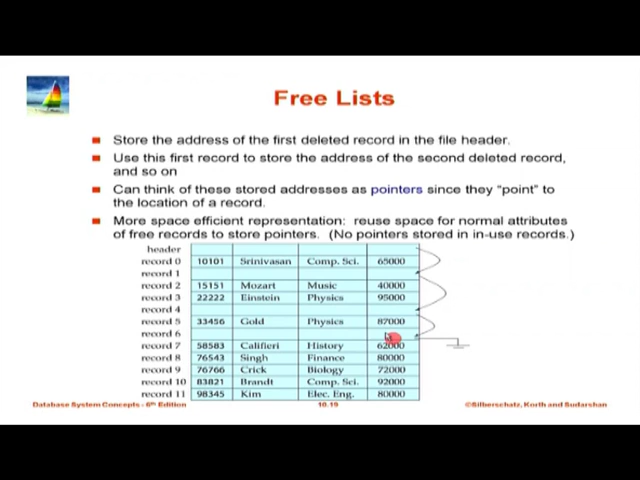 Free Lists
Store the address of the first deleted record in the file header.
Use this first record to store the address of the second deleted record,
and so on
Can think of these stored addresses as pointers since they "point" to
the location of a record.
More space efficient representation: reuse space for normal attributes
of free records to store pointers. (No pointers stored in in-use records.)
header
record 0 10101 Srinivasan Comp. Sci. 65000
record 1
record 2 15151 Mozart Music 40000
record 3 22222 Einstein Physics 95000
record 4
record 5 33456 Gold Physics 87000
record 6
record 7 58583 Califieri History 62000
record 8 76543 Singh Finance 80000
record 9 76766 Crick Biology 72000
record 10 83821 Brandt Comp. Sci. 92000
record 11 98345 Kim Elec. Eng. 80000
Database System Concepts - 6th Edition 10.19 ©Silberschatz, Korth and Sudarshan